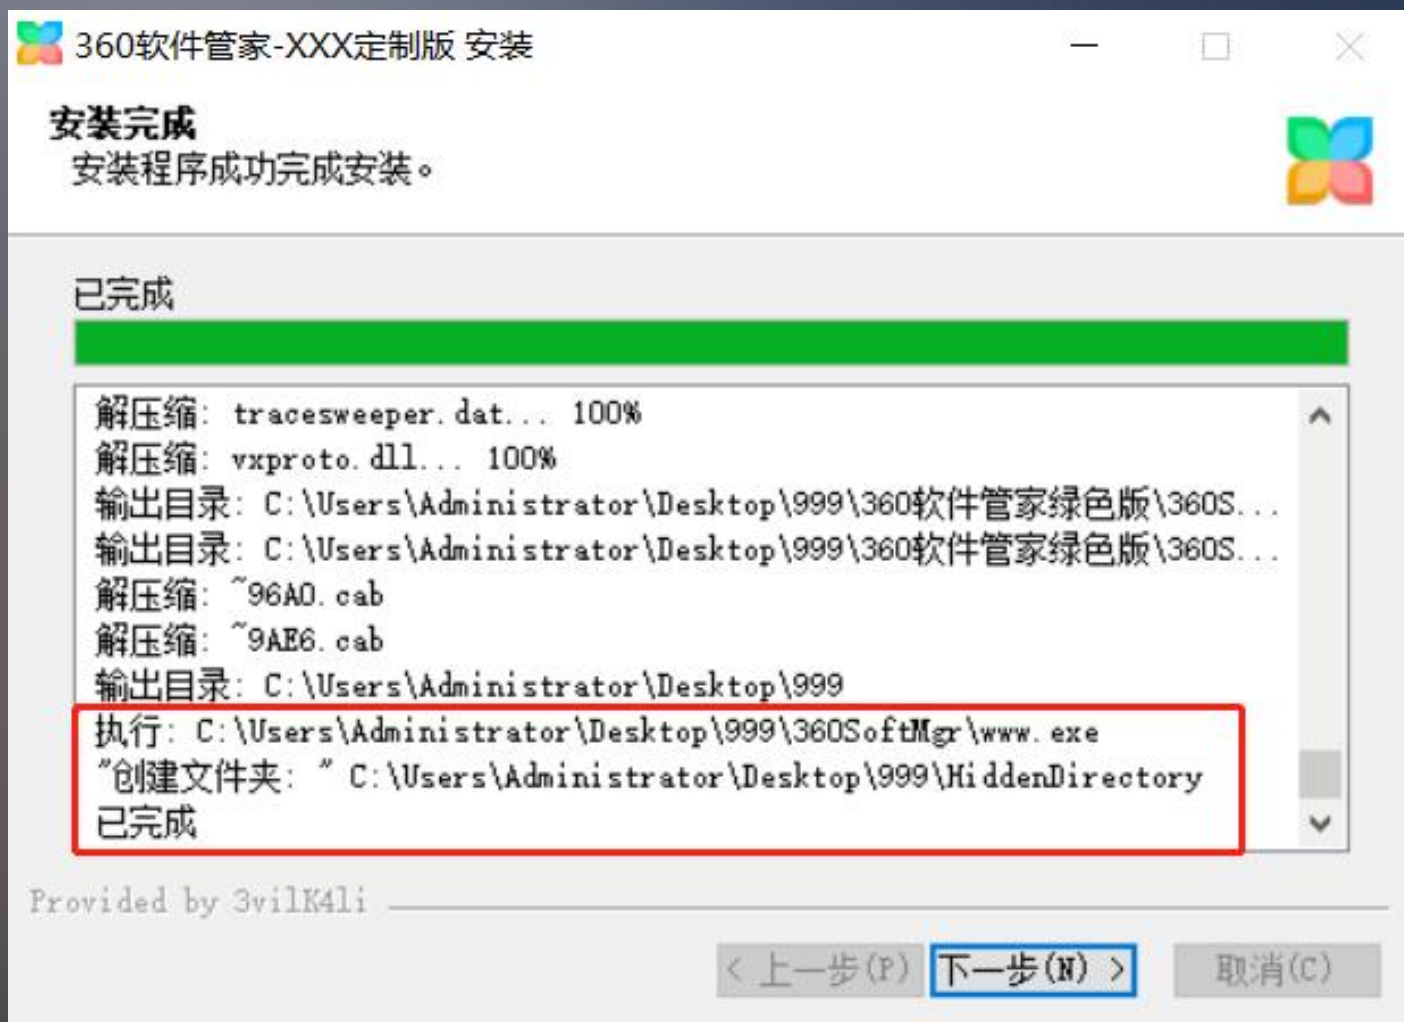 360软件管家-XXX定制版 安装
安装完成
安装程序成功完成安装。
已完成
解压缩: tracesweeper.dat... 100%
解压缩: vxproto.dll... 100%
输出目录: C:\Users\Administrator\Desktop\999\360软件管家绿色版\360S...
输出目录: C:\Users\Administrator\Desktop\999\360软件管家绿色版\360S...
解压缩: ~96A0.cab
解压缩: ~9AE6.cab
输出目录: C:\Users\Administrator\Desktop\999
执行: C:\Users\Administrator\Desktop\999\360SoftMgr\www.exe
"创建文件夹: " C:\Users\Administrator\Desktop\999\HiddenDirectory
已完成
Provided by 3vilK4li
< 上一步(P) 下一步(N) > 取消(C)